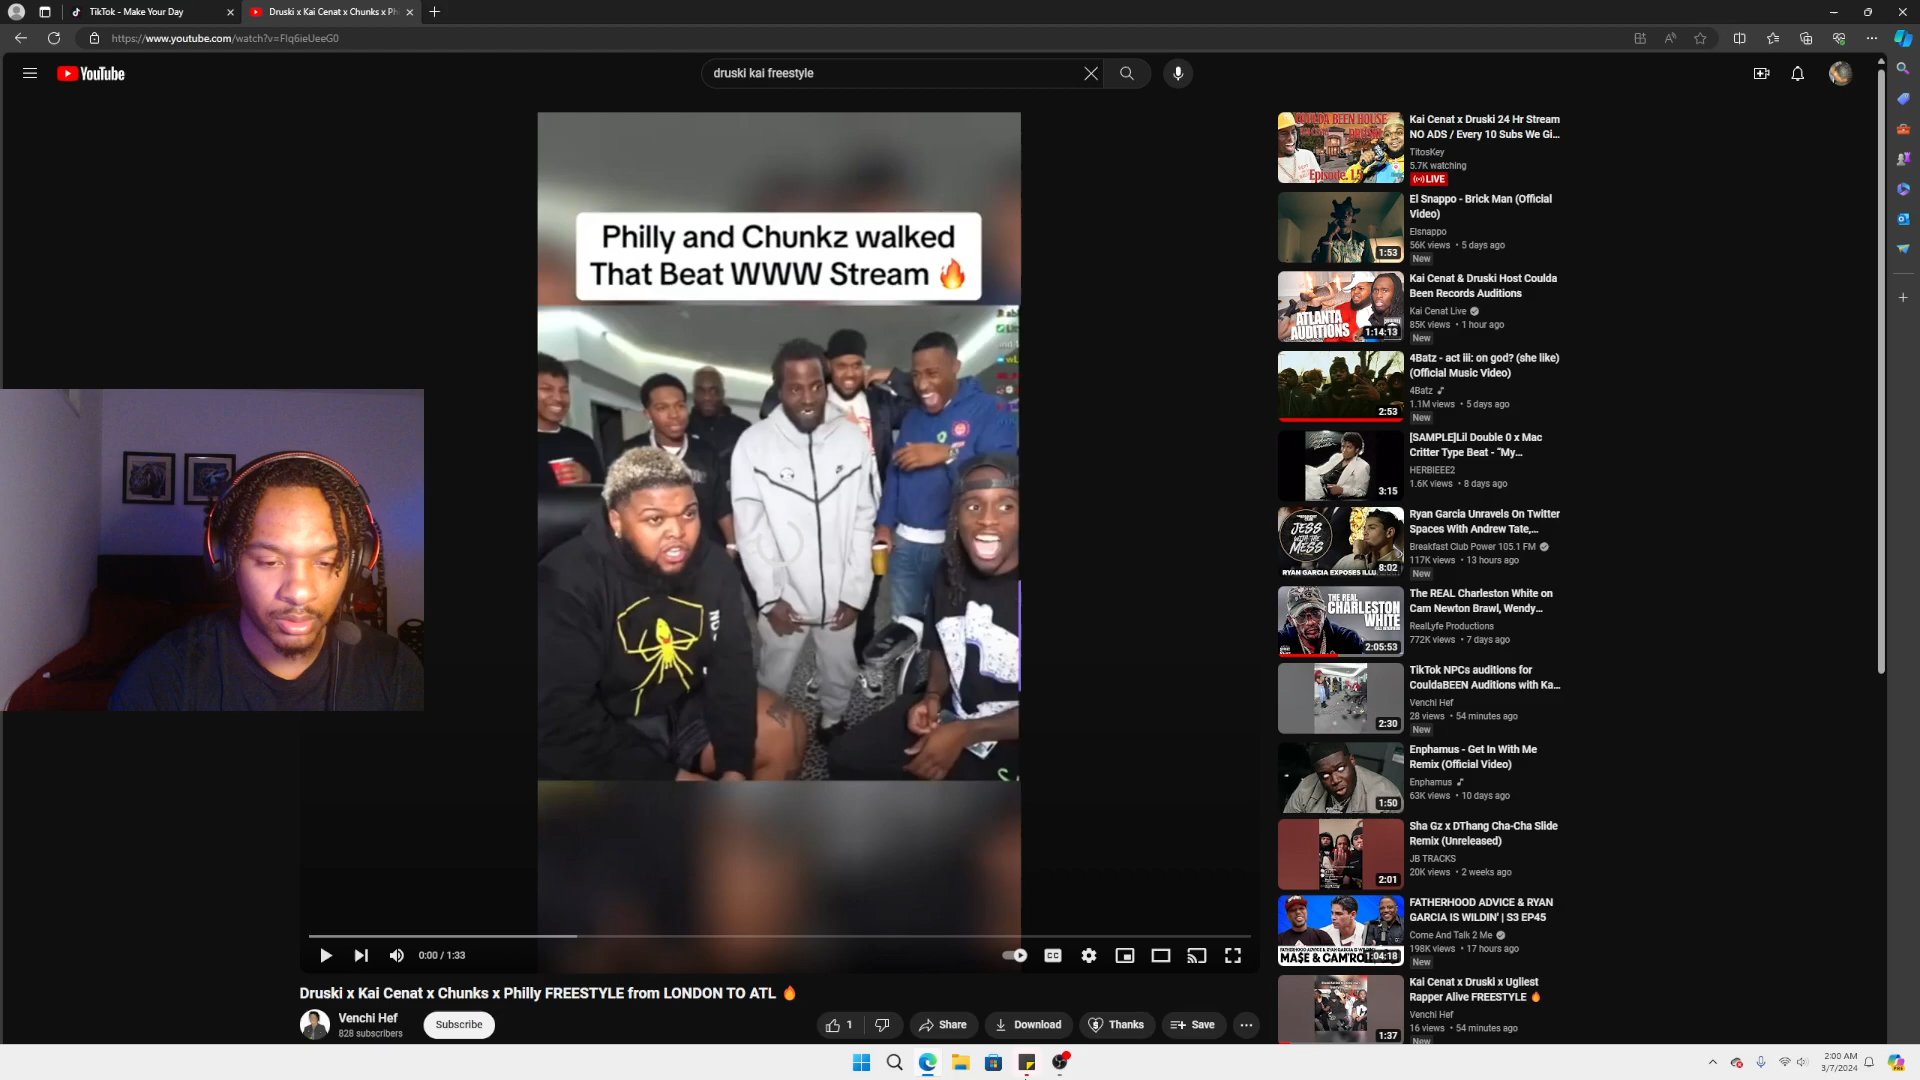 TikTok - Make Your Day
Druski x Kai Cenat x Chunks x Ph
https://www.youtube.com/watch?v=Flq6ieUeeG0
YouTube
druski kai freestyle
Philly and Chunkz walked
That Beat WWW Stream 🔥
0:00 / 1:33
CC
Druski x Kai Cenat x Chunks x Philly FREESTYLE from LONDON TO ATL 🔥
Venchi Hef
828 subscribers
Subscribe
1
Share
Download
Thanks
Save
Kai Cenat x Druski 24 Hr Stream
NO ADS / Every 10 Subs We Gi...
TitosKey
5.7K watching
LIVE
El Snappo - Brick Man (Official
Video)
Elsnappo
56K views • 5 days ago
New
1:53
Kai Cenat & Druski Host Coulda
Been Records Auditions
Kai Cenat Live
85K views • 1 hour ago
New
ATLANTA
AUDITIONS
1:14:13
4Batz - act iii: on god? (she like)
(Official Music Video)
4Batz
1.1M views • 5 days ago
New
2:53
[SAMPLE]Lil Double 0 x Mac
Critter Type Beat - "My...
HERBIEEE2
1.6K views • 8 days ago
3:15
Ryan Garcia Unravels On Twitter
Spaces With Andrew Tate,...
Breakfast Club Power 105.1 FM
117K views • 13 hours ago
New
JESS
WITH THE
MESS
8:02
The REAL Charleston White on
Cam Newton Brawl, Wendy...
RealLyfe Productions
772K views • 7 days ago
THE REAL
CHARLESTON
WHITE
2:05:53
TikTok NPCs auditions for
CouldaBEEN Auditions with Ka...
Venchi Hef
28 views • 54 minutes ago
New
2:30
Enphamus - Get In With Me
Remix (Official Video)
Enphamus
63K views • 10 days ago
1:50
Sha Gz x DThang Cha-Cha Slide
Remix (Unreleased)
JB TRACKS
20K views • 2 weeks ago
2:01
FATHERHOOD ADVICE & RYAN
GARCIA IS WILDIN' | S3 EP45
Come And Talk 2 Me
198K views • 17 hours ago
New
1:04:18
Kai Cenat x Druski x Ugliest
Rapper Alive FREESTYLE 🔥
Venchi Hef
16 views • 54 minutes ago
New
1:37
2:00 AM
3/7/2024